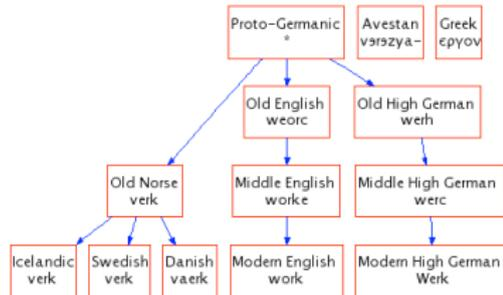 Proto-Germanic
*
Avestan
vərəzya-
Greek
εργον
Old English
weorc
Old High German
werh
Old Norse
verk
Middle English
worke
Middle High German
werc
Icelandic
verk
Swedish
verk
Danish
vaerk
Modern English
work
Modern High German
Werk